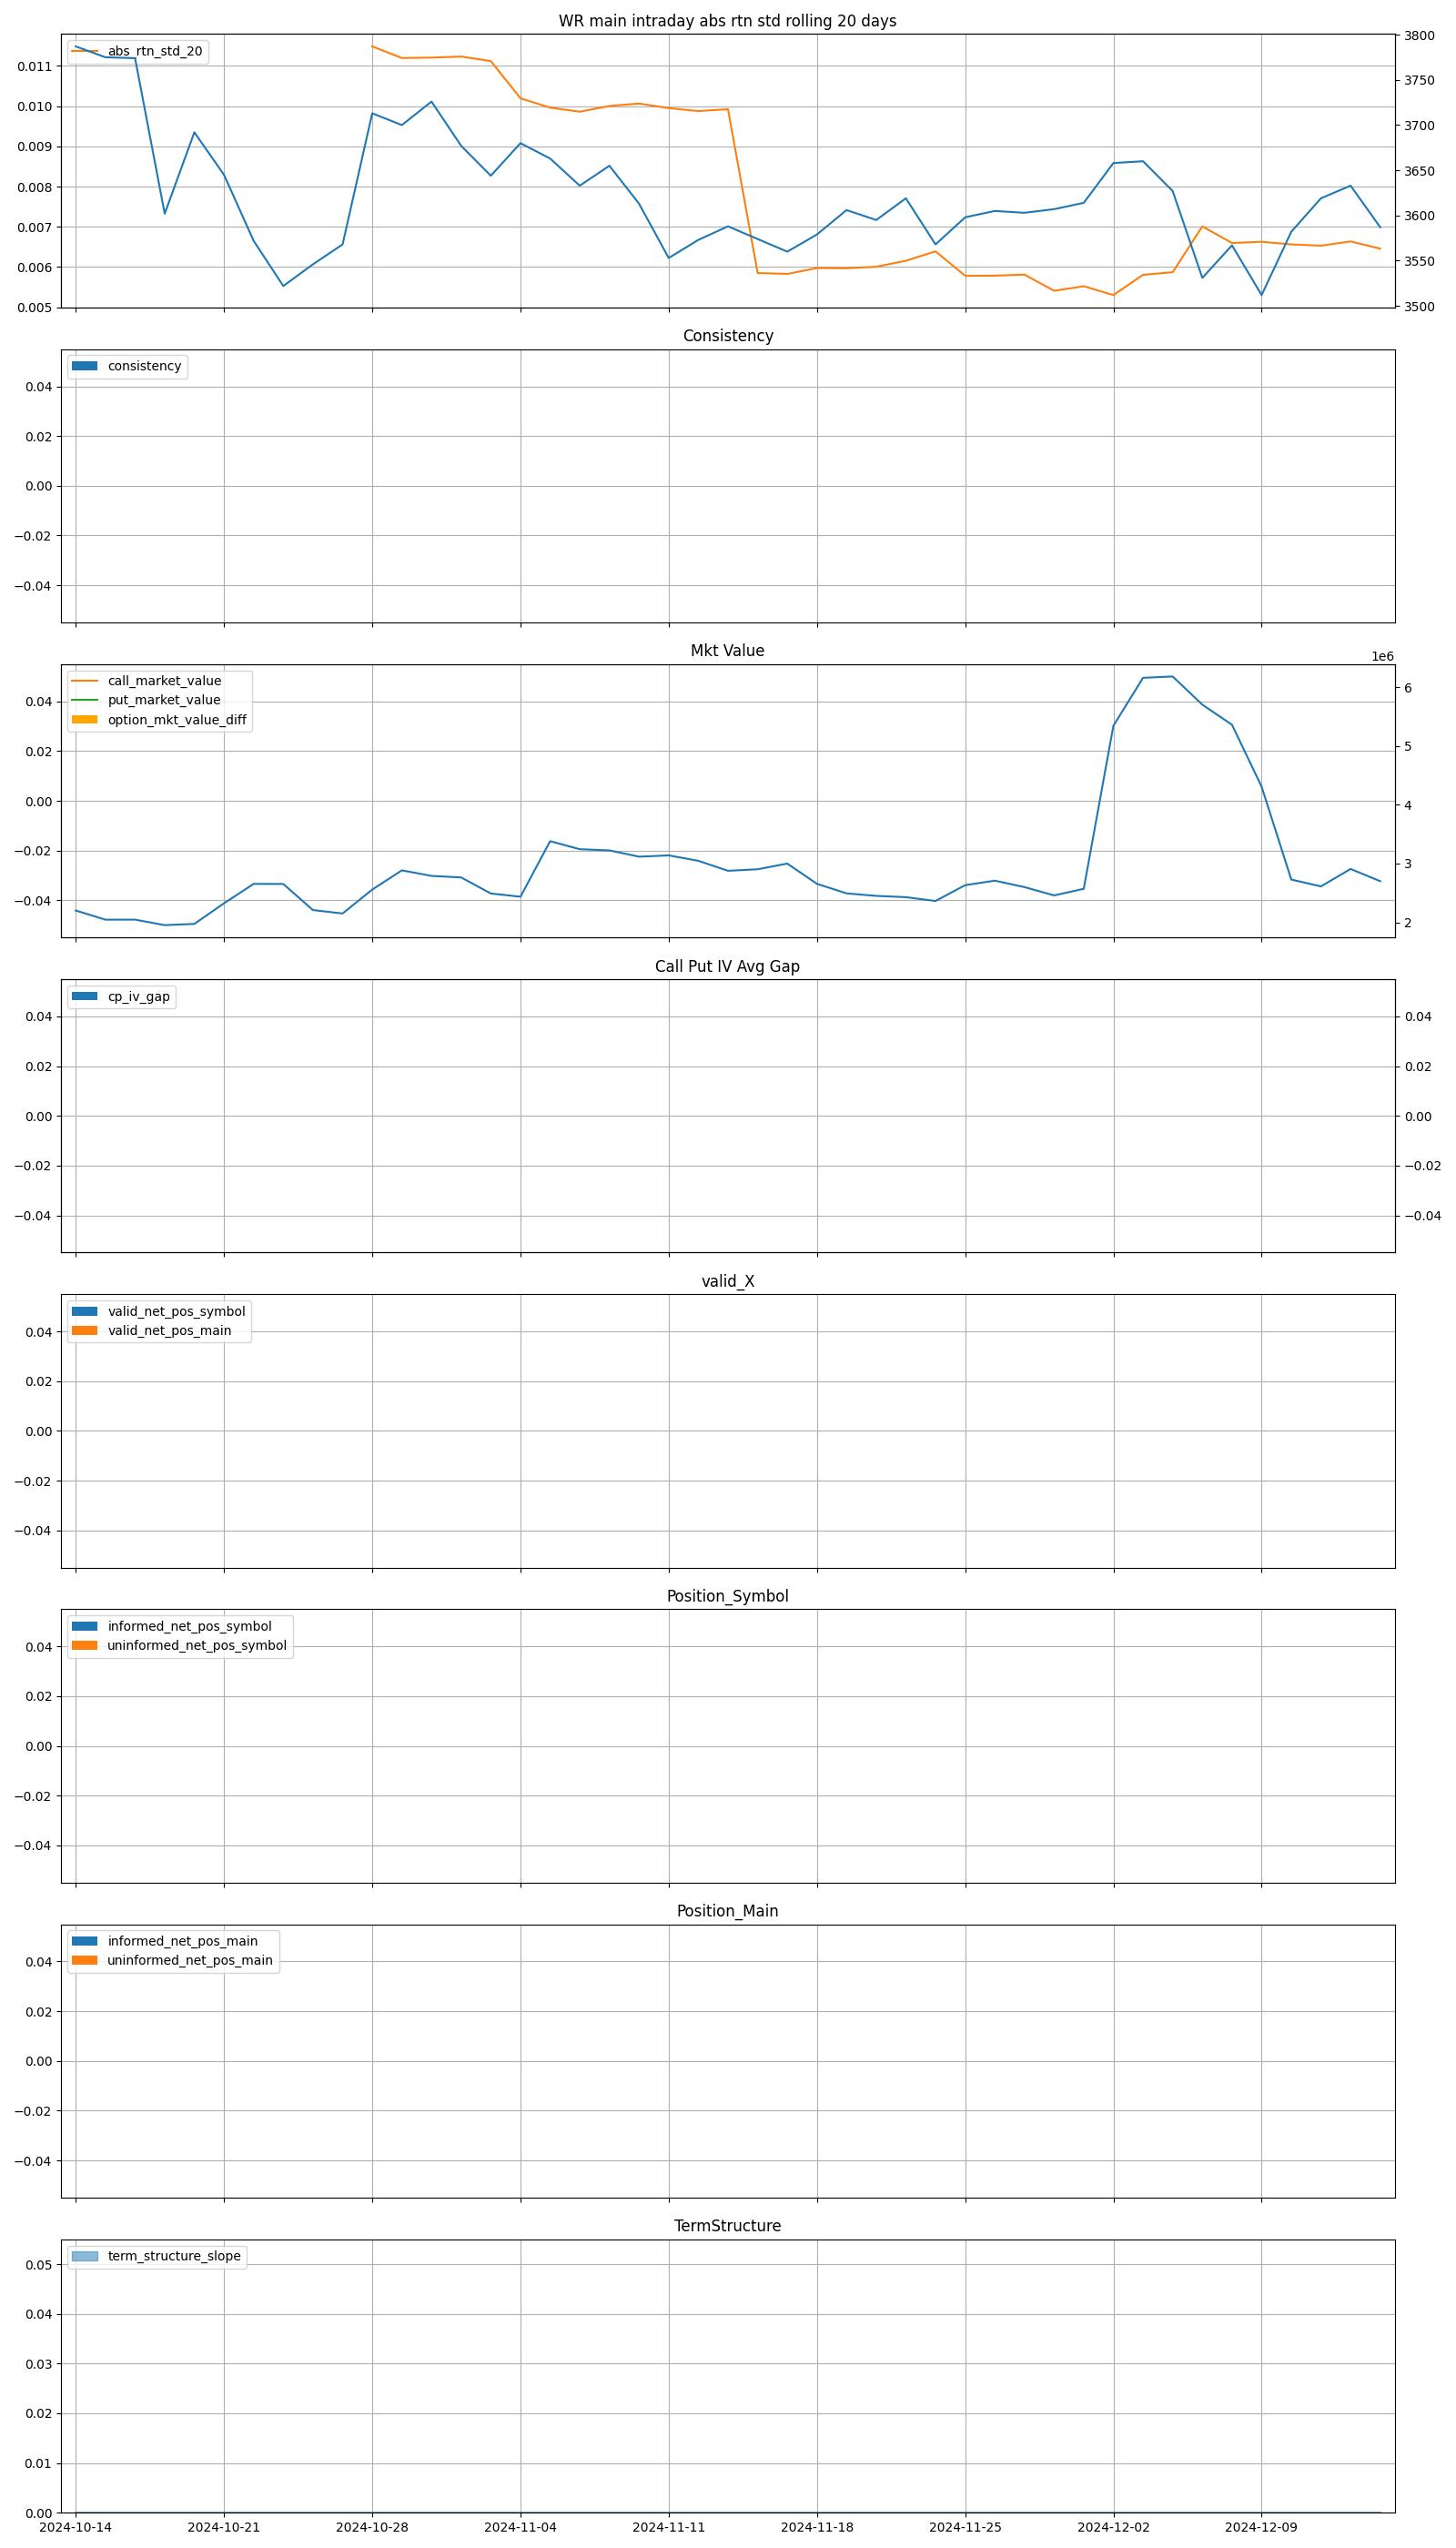 WR main intraday abs rtn std rolling 20 days
abs_rtn_std_20
0.011
0.010
0.009
0.008
0.007
0.006
0.005
3800
3750
3700
3650
3600
3550
3500
Consistency
consistency
0.04
0.02
0.00
−0.02
−0.04
Mkt Value
1e6
call_market_value
put_market_value
option_mkt_value_diff
0.04
0.02
0.00
−0.02
−0.04
6
5
4
3
2
Call Put IV Avg Gap
cp_iv_gap
0.04
0.02
0.00
−0.02
−0.04
0.04
0.02
0.00
−0.02
−0.04
valid_X
valid_net_pos_symbol
valid_net_pos_main
0.04
0.02
0.00
−0.02
−0.04
Position_Symbol
informed_net_pos_symbol
uninformed_net_pos_symbol
0.04
0.02
0.00
−0.02
−0.04
Position_Main
informed_net_pos_main
uninformed_net_pos_main
0.04
0.02
0.00
−0.02
−0.04
TermStructure
term_structure_slope
0.05
0.04
0.03
0.02
0.01
0.00
2024-10-14 2024-10-21 2024-10-28 2024-11-04 2024-11-11 2024-11-18 2024-11-25 2024-12-02 2024-12-09